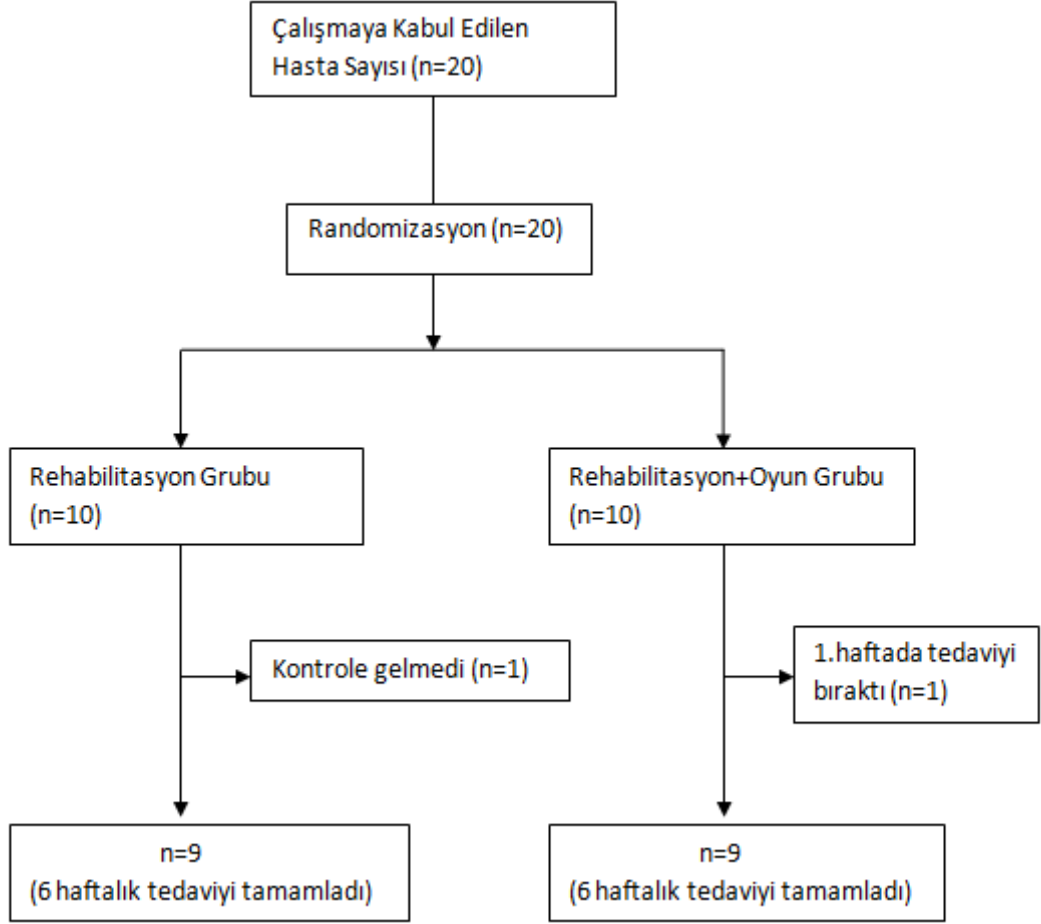 Çalışmaya Kabul Edilen
Hasta Sayısı (n=20)
Randomizasyon (n=20)
Rehabilitasyon Grubu
(n=10)
Rehabilitasyon+Oyun Grubu
(n=10)
Kontrole gelmedi (n=1)
1.haftada tedaviyi
bıraktı (n=1)
n=9
(6 haftalık tedaviyi tamamladı)
n=9
(6 haftalık tedaviyi tamamladı)